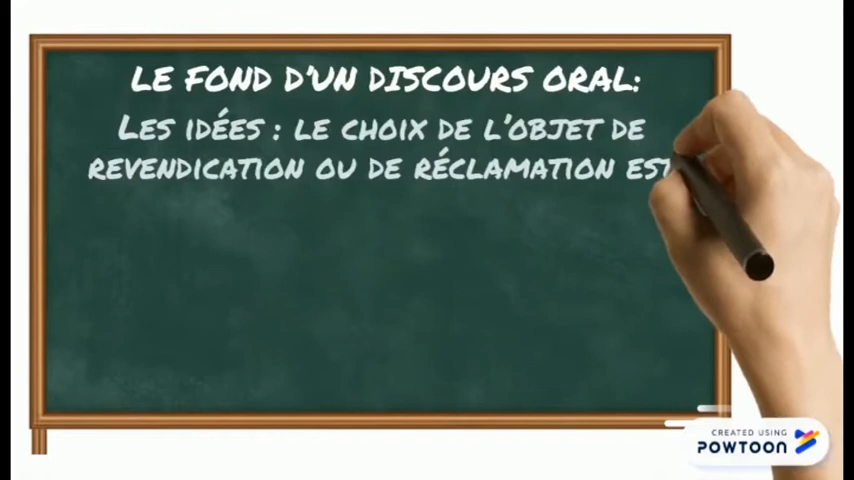 LE FOND D'UN DISCOURS ORAL:
LES IDÉES : LE CHOIX DE L'OBJET DE
REVENDICATION OU DE RÉCLAMATION EST
CREATED USING
POWTOON